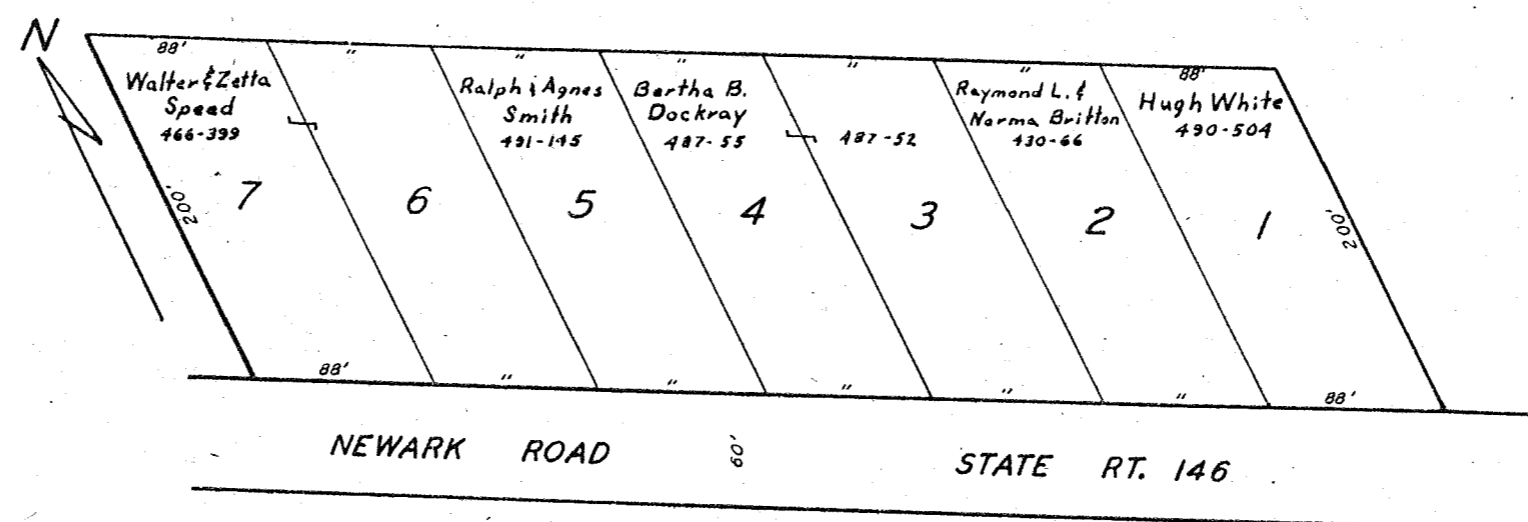 N
88' " " " " " 88'
Walter & Zetta
Speed
466-399
Ralph & Agnes
Smith
491-145
Bertha B.
Dockray
487-55
487-52
Raymond L. &
Norma Britton
430-66
Hugh White
490-504
200' 7 6 5 4 3 2 1 200'
88' " " " " " 88'
NEWARK ROAD 60' STATE RT. 146